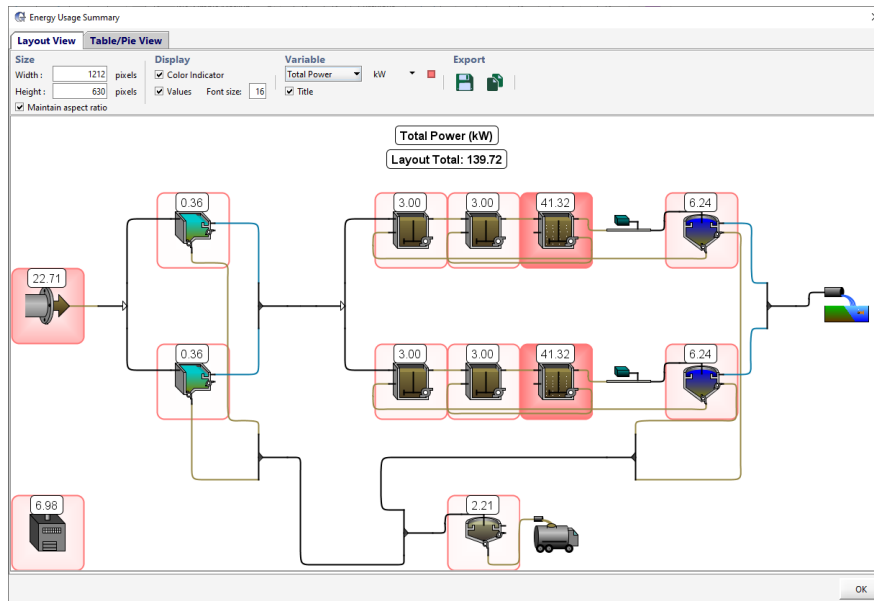 Energy Usage Summary
Layout View Table/Pie View
Size Display Variable Export
Width : 1212 pixels Color Indicator Total Power kW
Height : 630 pixels Values Font size: 16 Title
Maintain aspect ratio
Total Power (kW)
Layout Total: 139.72
0.36 3.00 3.00 41.32 6.24
22.71
0.36 3.00 3.00 41.32 6.24
6.98 2.21
OK